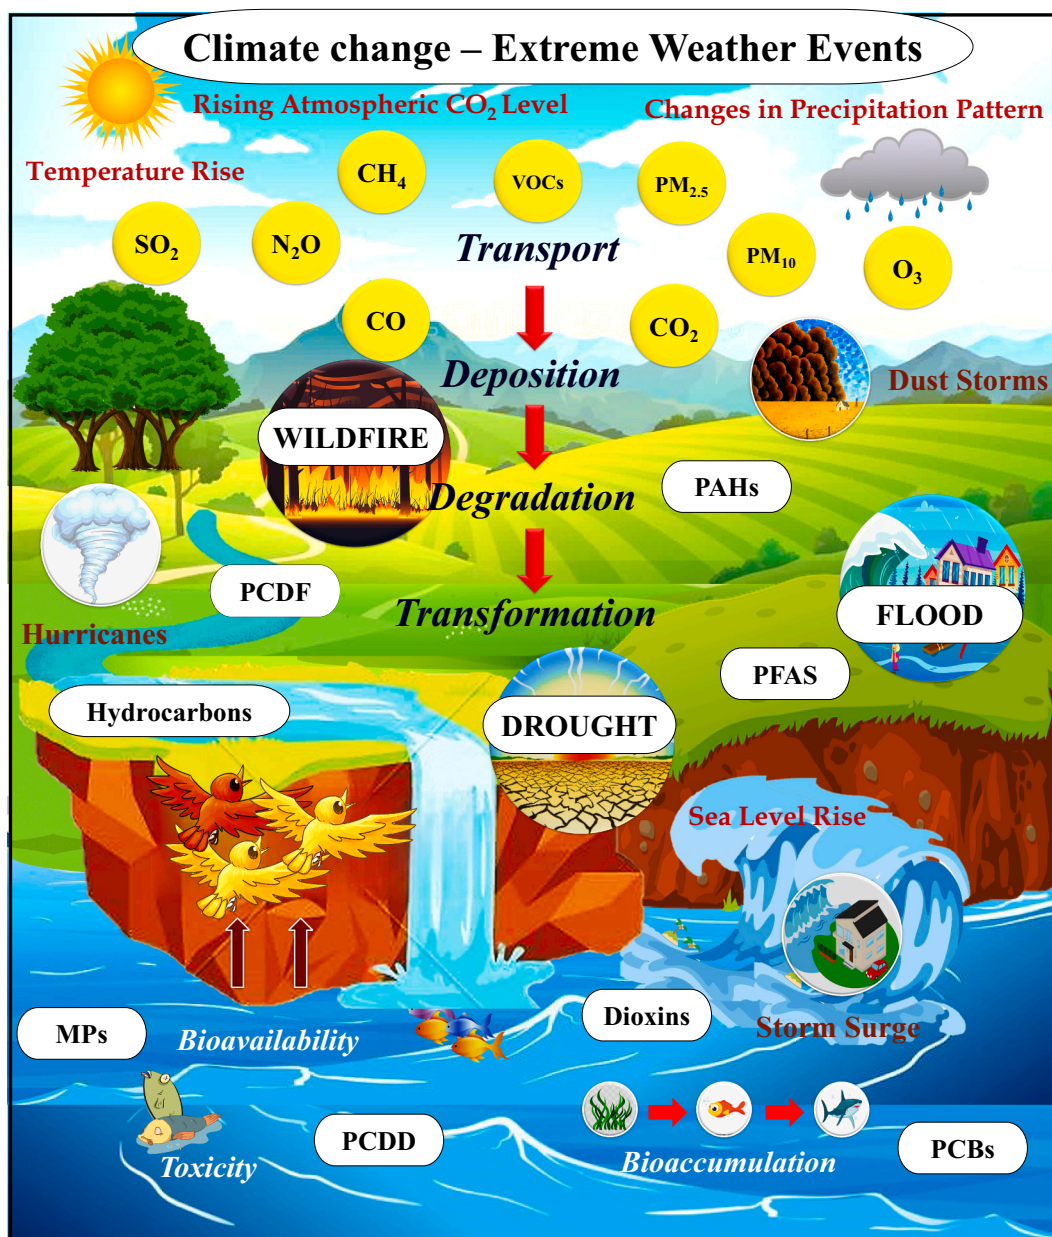 Climate change – Extreme Weather Events
Rising Atmospheric CO₂ Level
Changes in Precipitation Pattern
Temperature Rise
CH₄
VOCs
PM₂.₅
SO₂
N₂O
Transport
PM₁₀
O₃
CO
CO₂
Deposition
Dust Storms
WILDFIRE
Degradation
PAHs
PCDF
Transformation
FLOOD
Hurricanes
PFAS
Hydrocarbons
DROUGHT
Sea Level Rise
MPs
Bioavailability
Dioxins
Storm Surge
Toxicity
PCDD
Bioaccumulation
PCBs